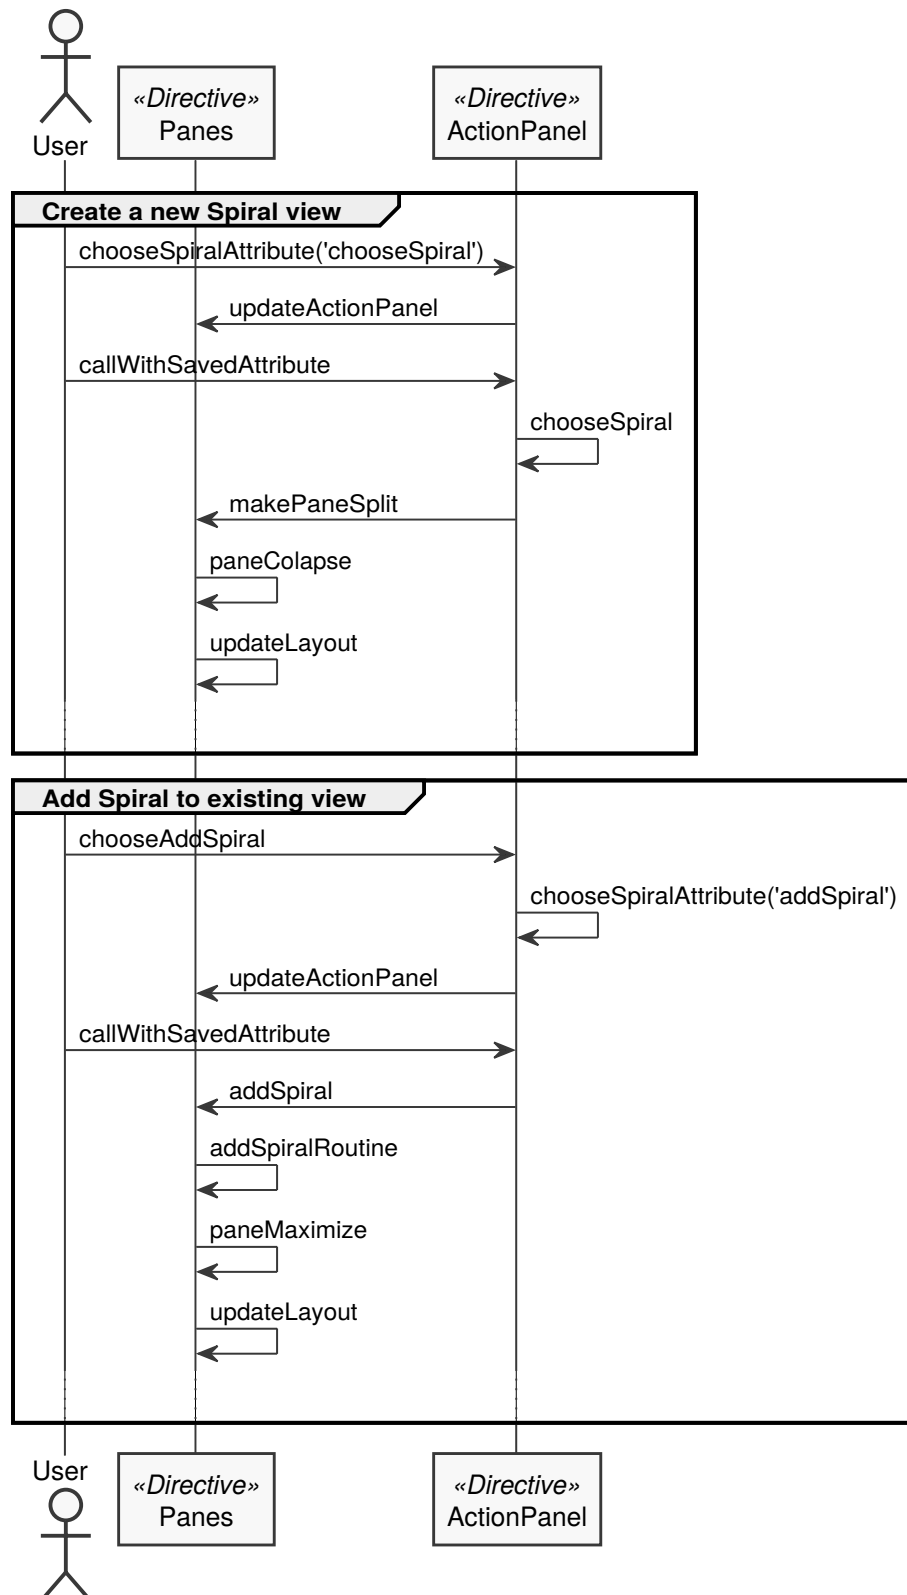 User
«Directive»
Panes
«Directive»
ActionPanel
Create a new Spiral view
chooseSpiralAttribute('chooseSpiral')
updateActionPanel
callWithSavedAttribute
chooseSpiral
makePaneSplit
paneColapse
updateLayout
Add Spiral to existing view
chooseAddSpiral
chooseSpiralAttribute('addSpiral')
updateActionPanel
callWithSavedAttribute
addSpiral
addSpiralRoutine
paneMaximize
updateLayout
User
«Directive»
Panes
«Directive»
ActionPanel